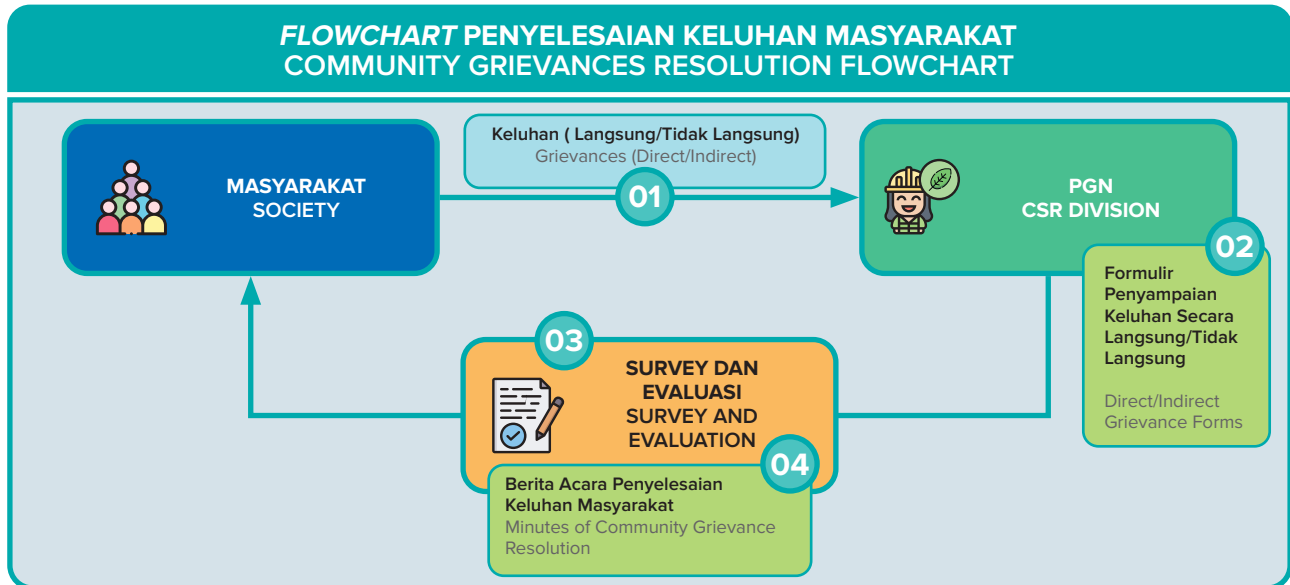 FLOWCHART PENYELESAIAN KELUHAN MASYARAKAT
COMMUNITY GRIEVANCES RESOLUTION FLOWCHART
MASYARAKAT
SOCIETY
Keluhan ( Langsung/Tidak Langsung)
Grievances (Direct/Indirect)
01
PGN
CSR DIVISION
02
Formulir
Penyampaian
Keluhan Secara
Langsung/Tidak
Langsung
Direct/Indirect
Grievance Forms
03
SURVEY DAN
EVALUASI
SURVEY AND
EVALUATION
04
Berita Acara Penyelesaian
Keluhan Masyarakat
Minutes of Community Grievance
Resolution